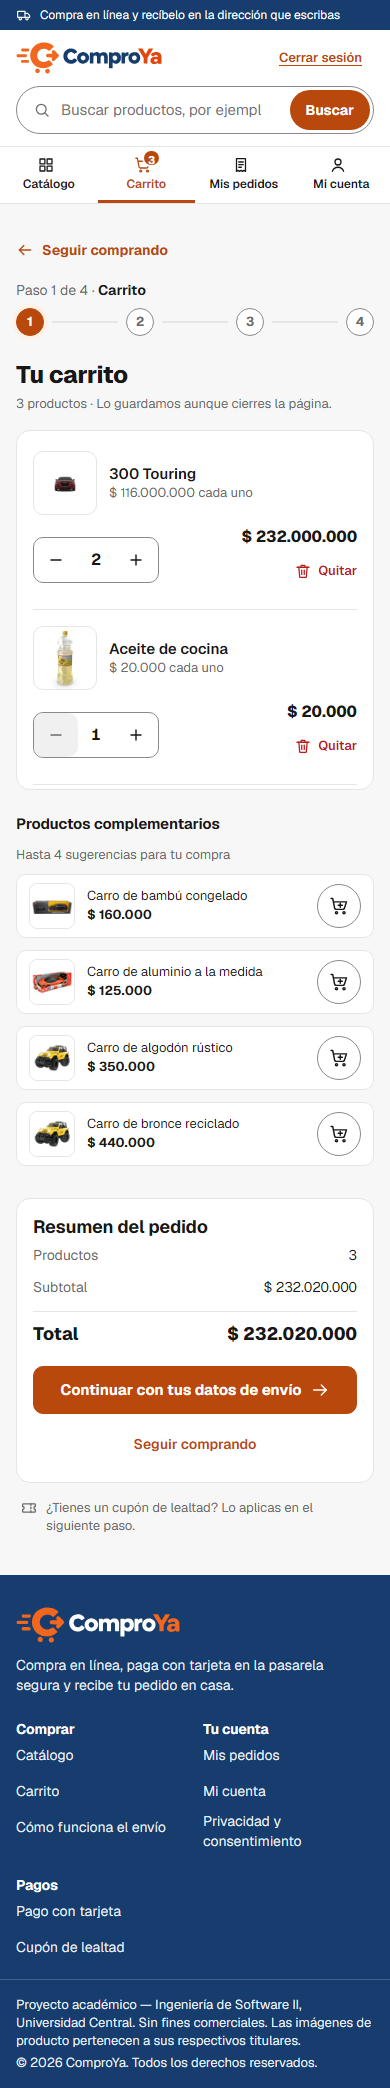 Compra en línea y recíbelo en la dirección que escribas
ComproYa
Cerrar sesión
Buscar productos, por ejempl
Buscar
3
Catálogo
Carrito
Mis pedidos
Mi cuenta
Seguir comprando
Paso 1 de 4 · Carrito
1
2
3
4
Tu carrito
3 productos · Lo guardamos aunque cierres la página.
300 Touring
$ 116.000.000 cada uno
$ 232.000.000
2
Quitar
Aceite de cocina
$ 20.000 cada uno
$ 20.000
1
Quitar
Productos complementarios
Hasta 4 sugerencias para tu compra
Carro de bambú congelado
$ 160.000
Carro de aluminio a la medida
$ 125.000
Carro de algodón rústico
$ 350.000
Carro de bronce reciclado
$ 440.000
Resumen del pedido
Productos 3
Subtotal $ 232.020.000
Total $ 232.020.000
Continuar con tus datos de envío
Seguir comprando
¿Tienes un cupón de lealtad? Lo aplicas en el
siguiente paso.
ComproYa
Compra en línea, paga con tarjeta en la pasarela
segura y recibe tu pedido en casa.
Comprar
Catálogo
Carrito
Cómo funciona el envío
Tu cuenta
Mis pedidos
Mi cuenta
Privacidad y
consentimiento
Pagos
Pago con tarjeta
Cupón de lealtad
Proyecto académico — Ingeniería de Software II,
Universidad Central. Sin fines comerciales. Las imágenes de
producto pertenecen a sus respectivos titulares.
© 2026 ComproYa. Todos los derechos reservados.